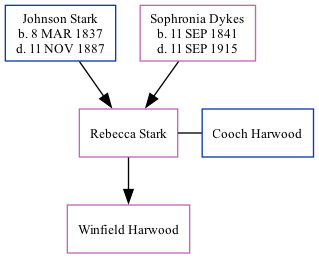 Johnson Stark
b. 8 MAR 1837
d. 11 NOV 1887
Sophronia Dykes
b. 11 SEP 1841
d. 11 SEP 1915
Rebecca Stark
Cooch Harwood
Winfield Harwood